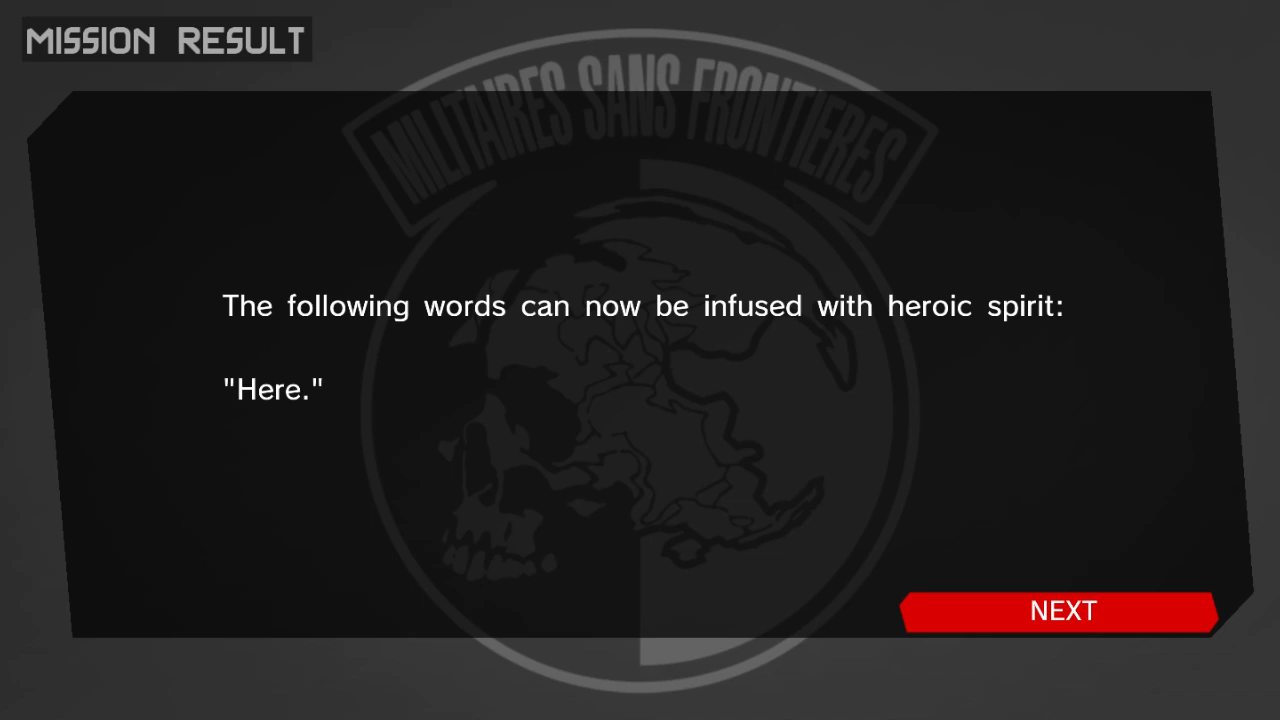 MISSION RESULT
MILITAIRES SANS FRONTIERES
The following words can now be infused with heroic spirit:
"Here."
NEXT